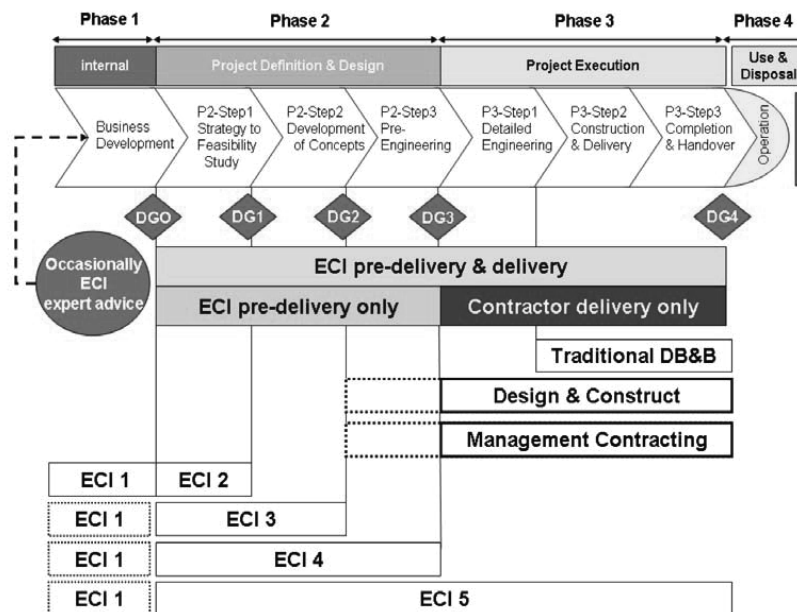 Phase 1
Phase 2
Phase 3
Phase 4
internal
Project Definition & Design
Project Execution
Use &
Disposal
Business
Development
P2-Step1
Strategy to
Feasibility
Study
P2-Step2
Development
of Concepts
P2-Step3
Pre-
Engineering
P3-Step1
Detailed
Engineering
P3-Step2
Construction
& Delivery
P3-Step3
Completion
& Handover
Operation
DG0
DG1
DG2
DG3
DG4
Occasionally
ECI
expert advice
ECI pre-delivery & delivery
ECI pre-delivery only
Contractor delivery only
Traditional DB&B
Design & Construct
Management Contracting
ECI 1
ECI 2
ECI 1
ECI 3
ECI 1
ECI 4
ECI 1
ECI 5